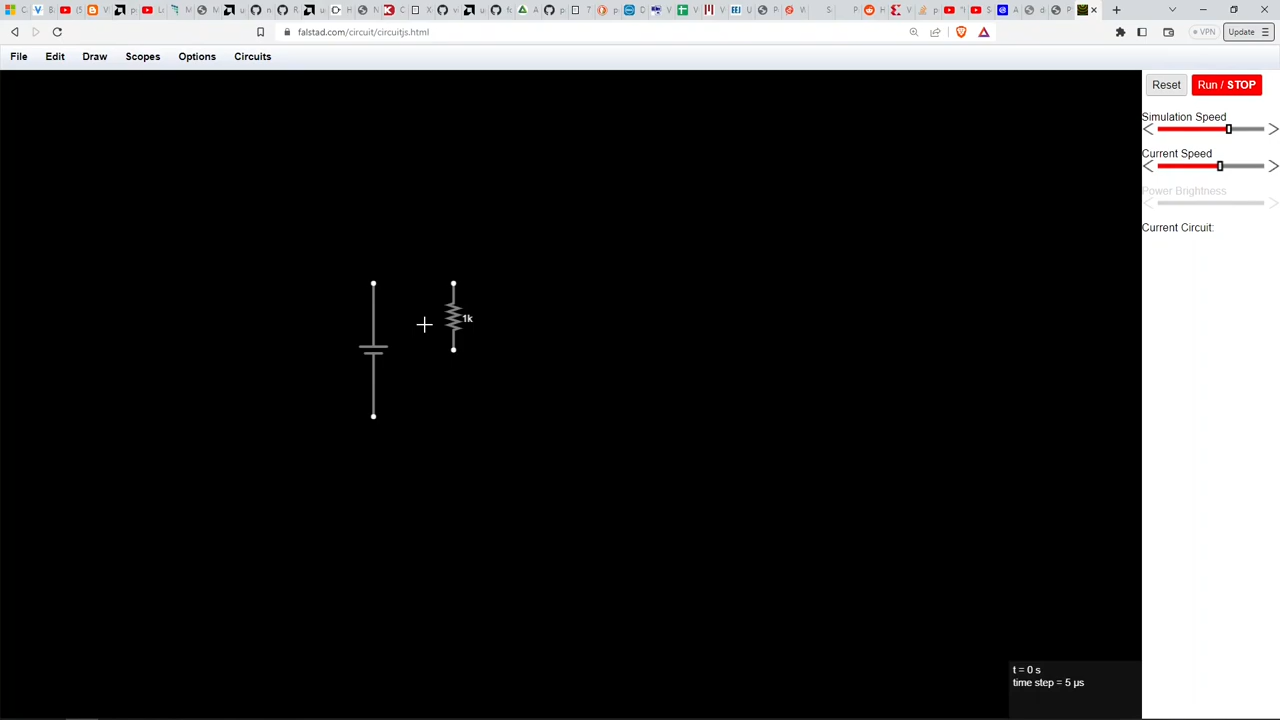 falstad.com/circuit/circuitjs.html
VPN
Update
File Edit Draw Scopes Options Circuits
Reset
Run / STOP
Simulation Speed
Current Speed
Power Brightness
Current Circuit:
1k
t = 0 s
time step = 5 µs